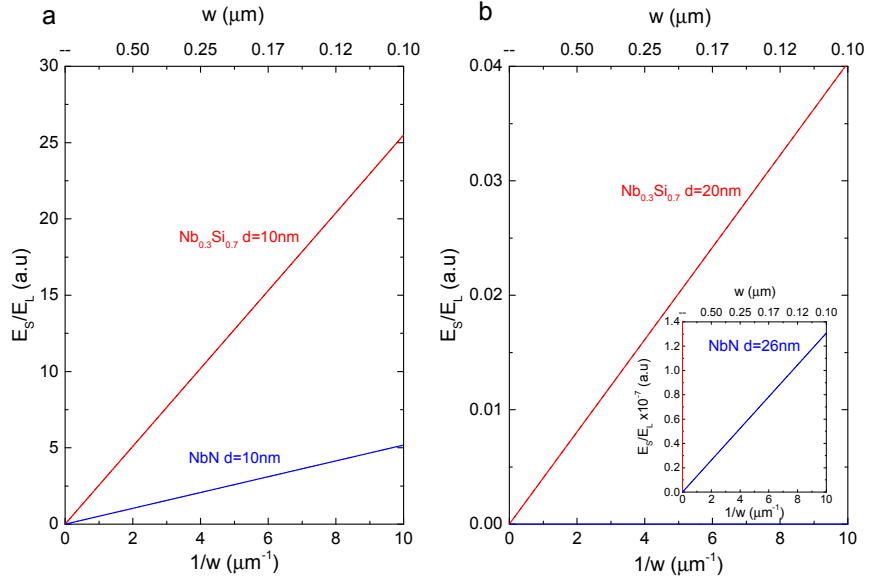 a
w (μm)
-- 0.50 0.25 0.17 0.12 0.10
30
25
20
15
10
5
0
E_S/E_L (a.u)
Nb_0.3Si_0.7 d=10nm
NbN d=10nm
0 2 4 6 8 10
1/w (μm⁻¹)
b
w (μm)
-- 0.50 0.25 0.17 0.12 0.10
0.04
0.03
0.02
0.01
0.00
E_S/E_L (a.u)
Nb_0.3Si_0.7 d=20nm
w (μm)
-- 0.50 0.25 0.17 0.12 0.10
1.4
1.2
1.0
0.8
0.6
0.4
0.2
0.0
E_S/E_L x10⁻⁷ (a.u)
NbN d=26nm
0 2 4 6 8 10
1/w (μm⁻¹)
0 2 4 6 8 10
1/w (μm⁻¹)